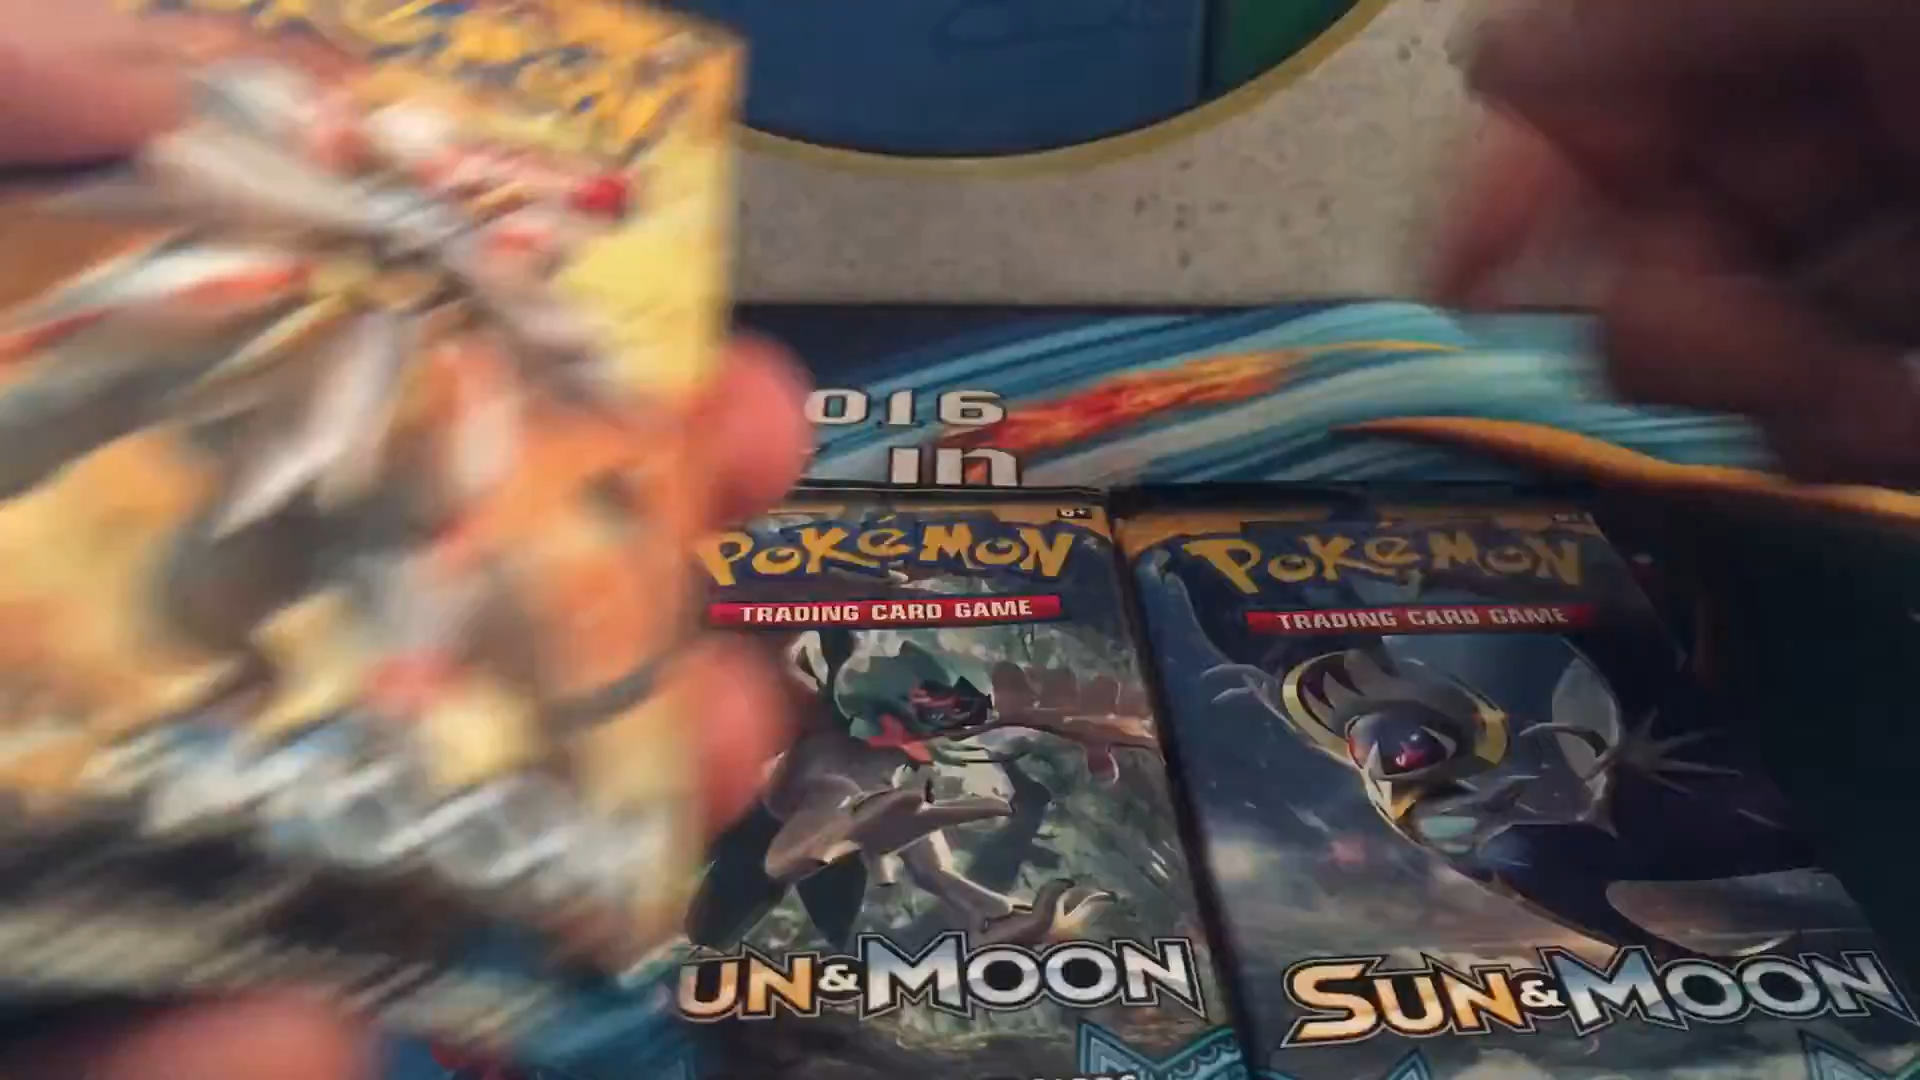 016
IN
POKéMON
TRADING CARD GAME
UN&MOON
POKéMON
TRADING CARD GAME
SUN&MOON